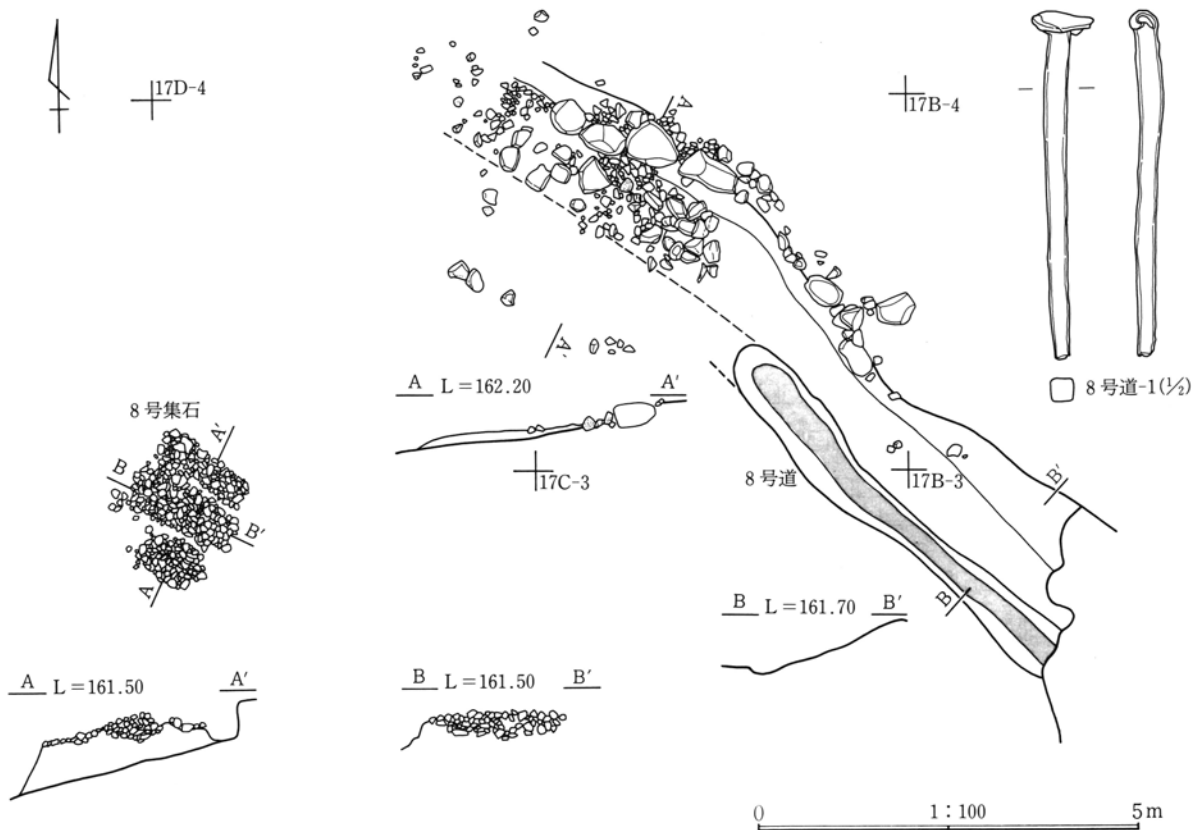 17D-4
A
17B-4
8号道-1(½)
A'
A L=162.20 A'
8号集石
A'
B
17C-3
8号道
17B-3
B'
B'
A
B
B L=161.70 B'
A L=161.50 A'
B L=161.50 B'
0 1:100 5m